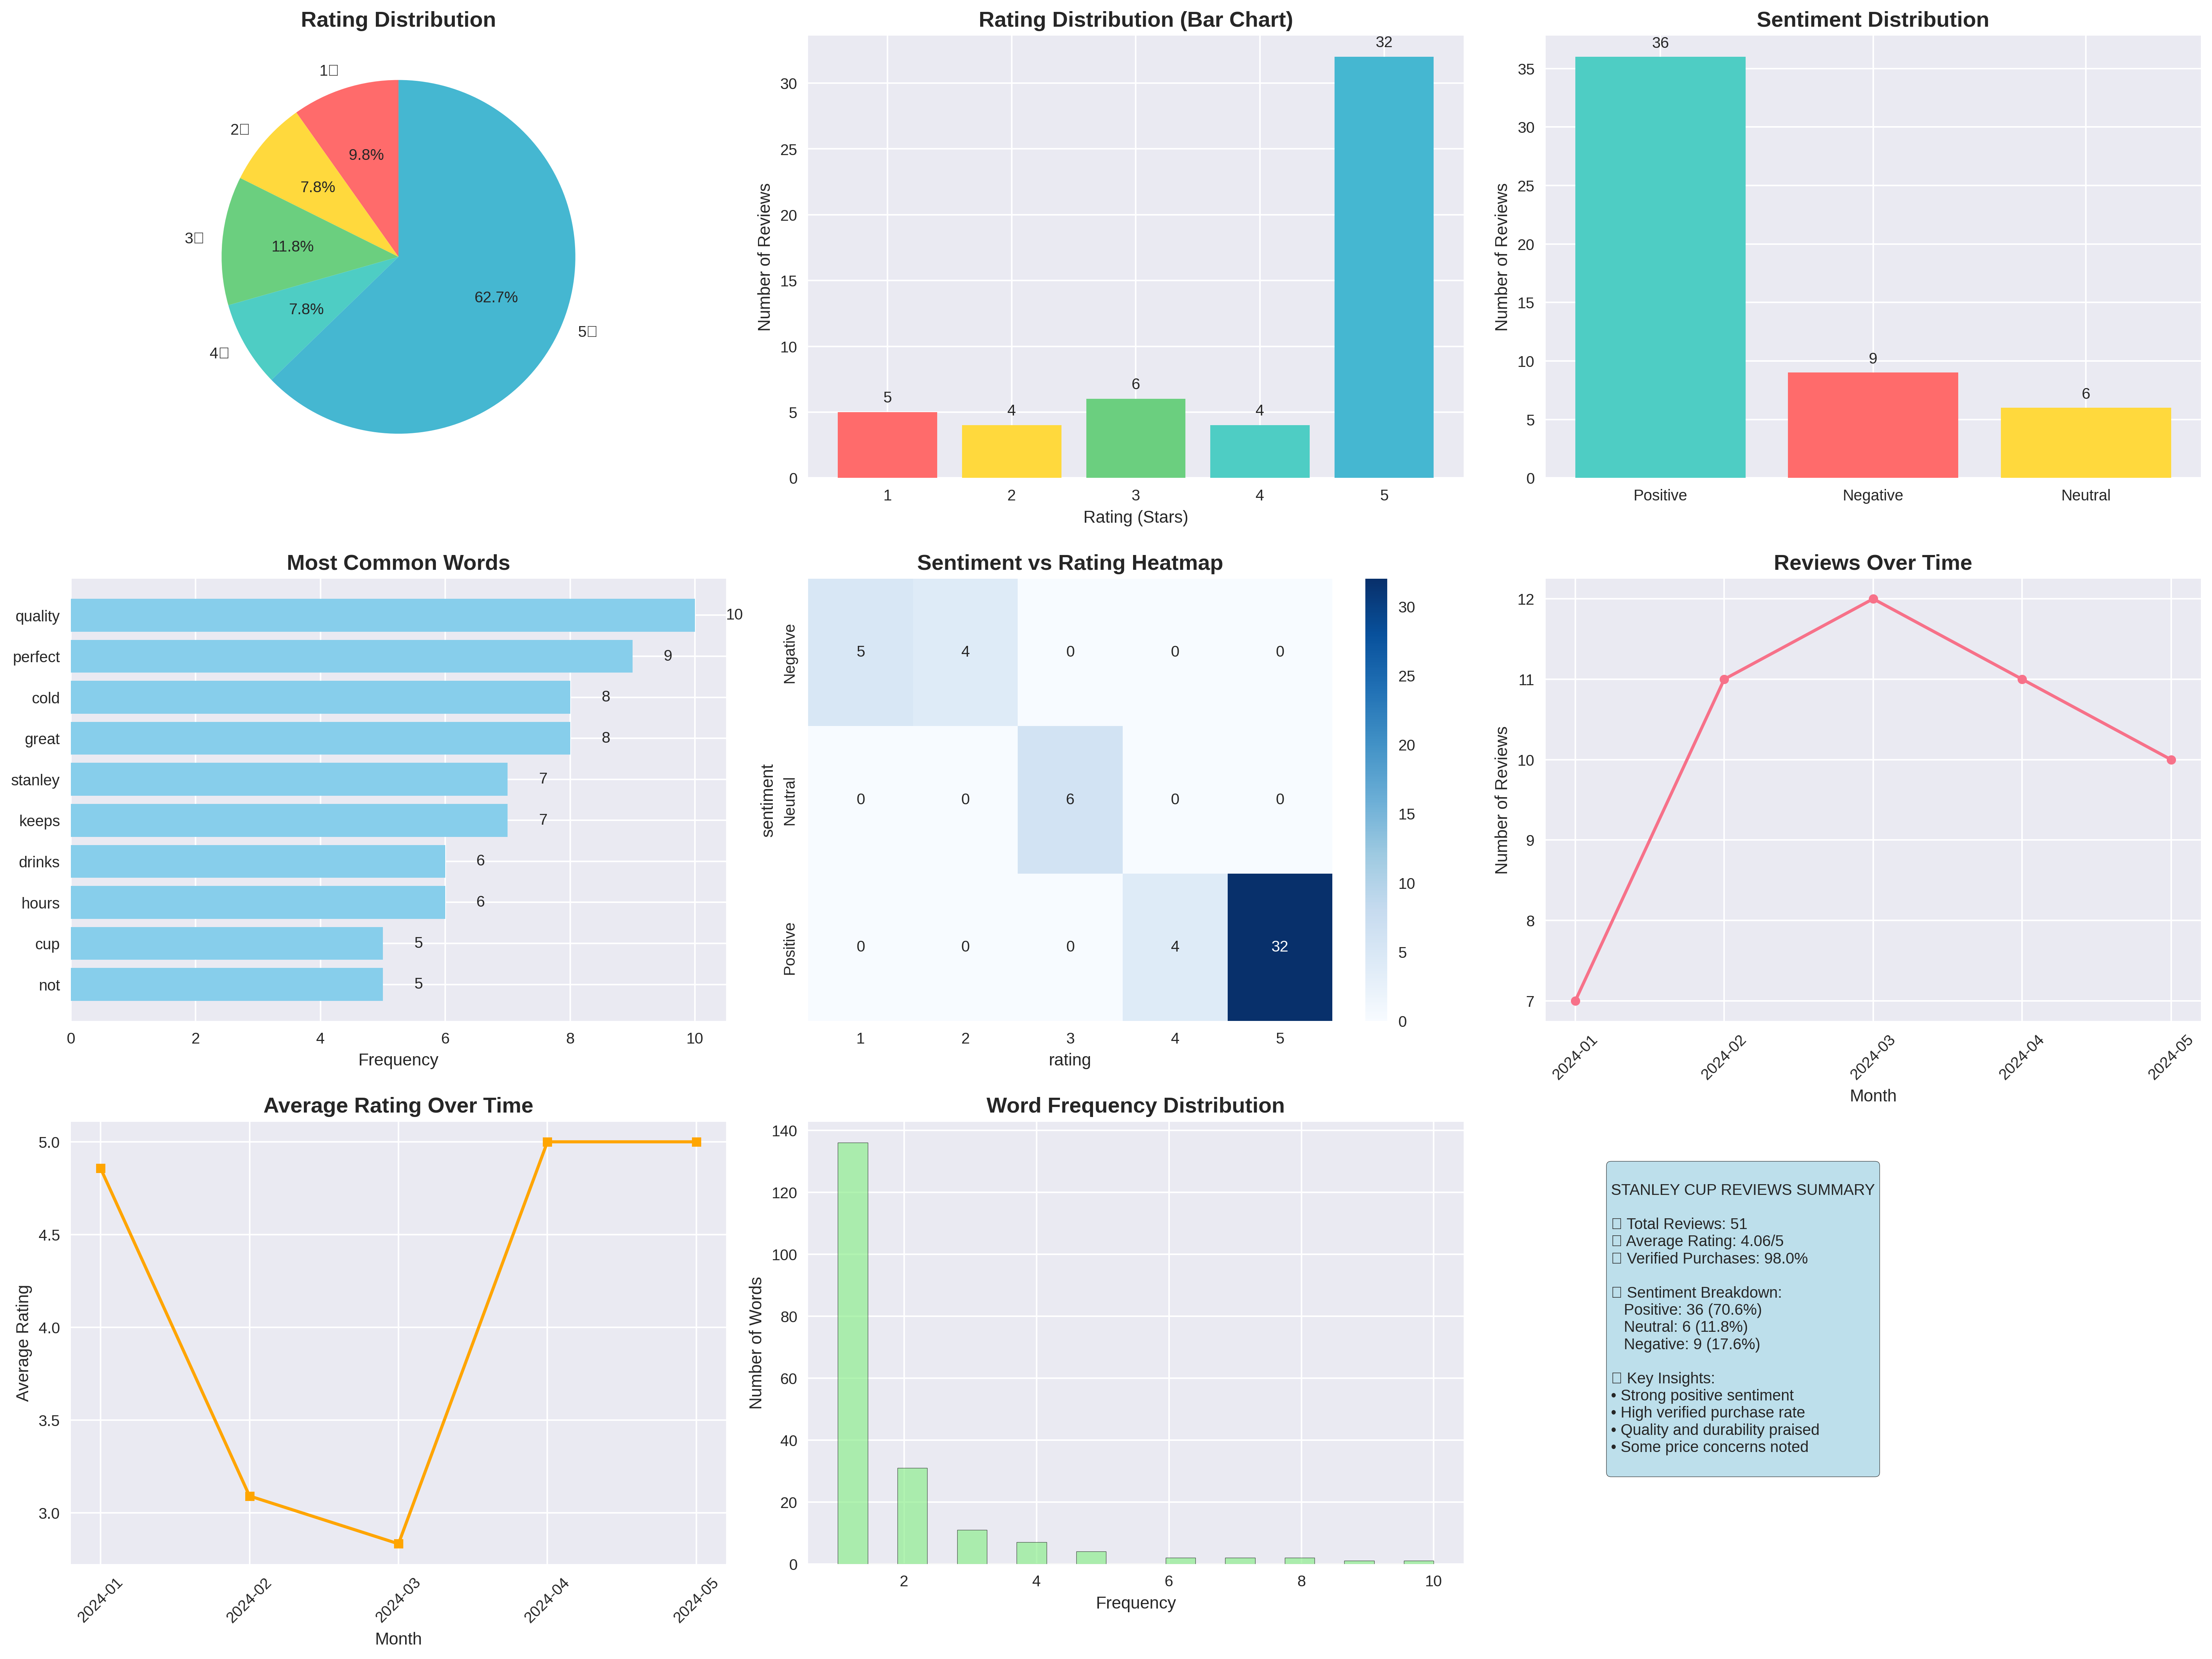 Rating Distribution
1▯
2▯
3▯
4▯
5▯
9.8%
7.8%
11.8%
7.8%
62.7%
Rating Distribution (Bar Chart)
Number of Reviews
30
25
20
15
10
5
0
5
4
6
4
32
1 2 3 4 5
Rating (Stars)
Sentiment Distribution
Number of Reviews
35
30
25
20
15
10
5
0
36
9
6
Positive Negative Neutral
Most Common Words
quality 10
perfect 9
cold 8
great 8
stanley 7
keeps 7
drinks 6
hours 6
cup 5
not 5
0 2 4 6 8 10
Frequency
Sentiment vs Rating Heatmap
sentiment
Negative
5 4 0 0 0
Neutral
0 0 6 0 0
Positive
0 0 0 4 32
1 2 3 4 5
rating
30
25
20
15
10
5
0
Reviews Over Time
Number of Reviews
12
11
10
9
8
7
2024-01 2024-02 2024-03 2024-04 2024-05
Month
Average Rating Over Time
Average Rating
5.0
4.5
4.0
3.5
3.0
2024-01 2024-02 2024-03 2024-04 2024-05
Month
Word Frequency Distribution
Number of Words
140
120
100
80
60
40
20
0
2 4 6 8 10
Frequency
STANLEY CUP REVIEWS SUMMARY
▯ Total Reviews: 51
▯ Average Rating: 4.06/5
▯ Verified Purchases: 98.0%
▯ Sentiment Breakdown:
Positive: 36 (70.6%)
Neutral: 6 (11.8%)
Negative: 9 (17.6%)
▯ Key Insights:
• Strong positive sentiment
• High verified purchase rate
• Quality and durability praised
• Some price concerns noted